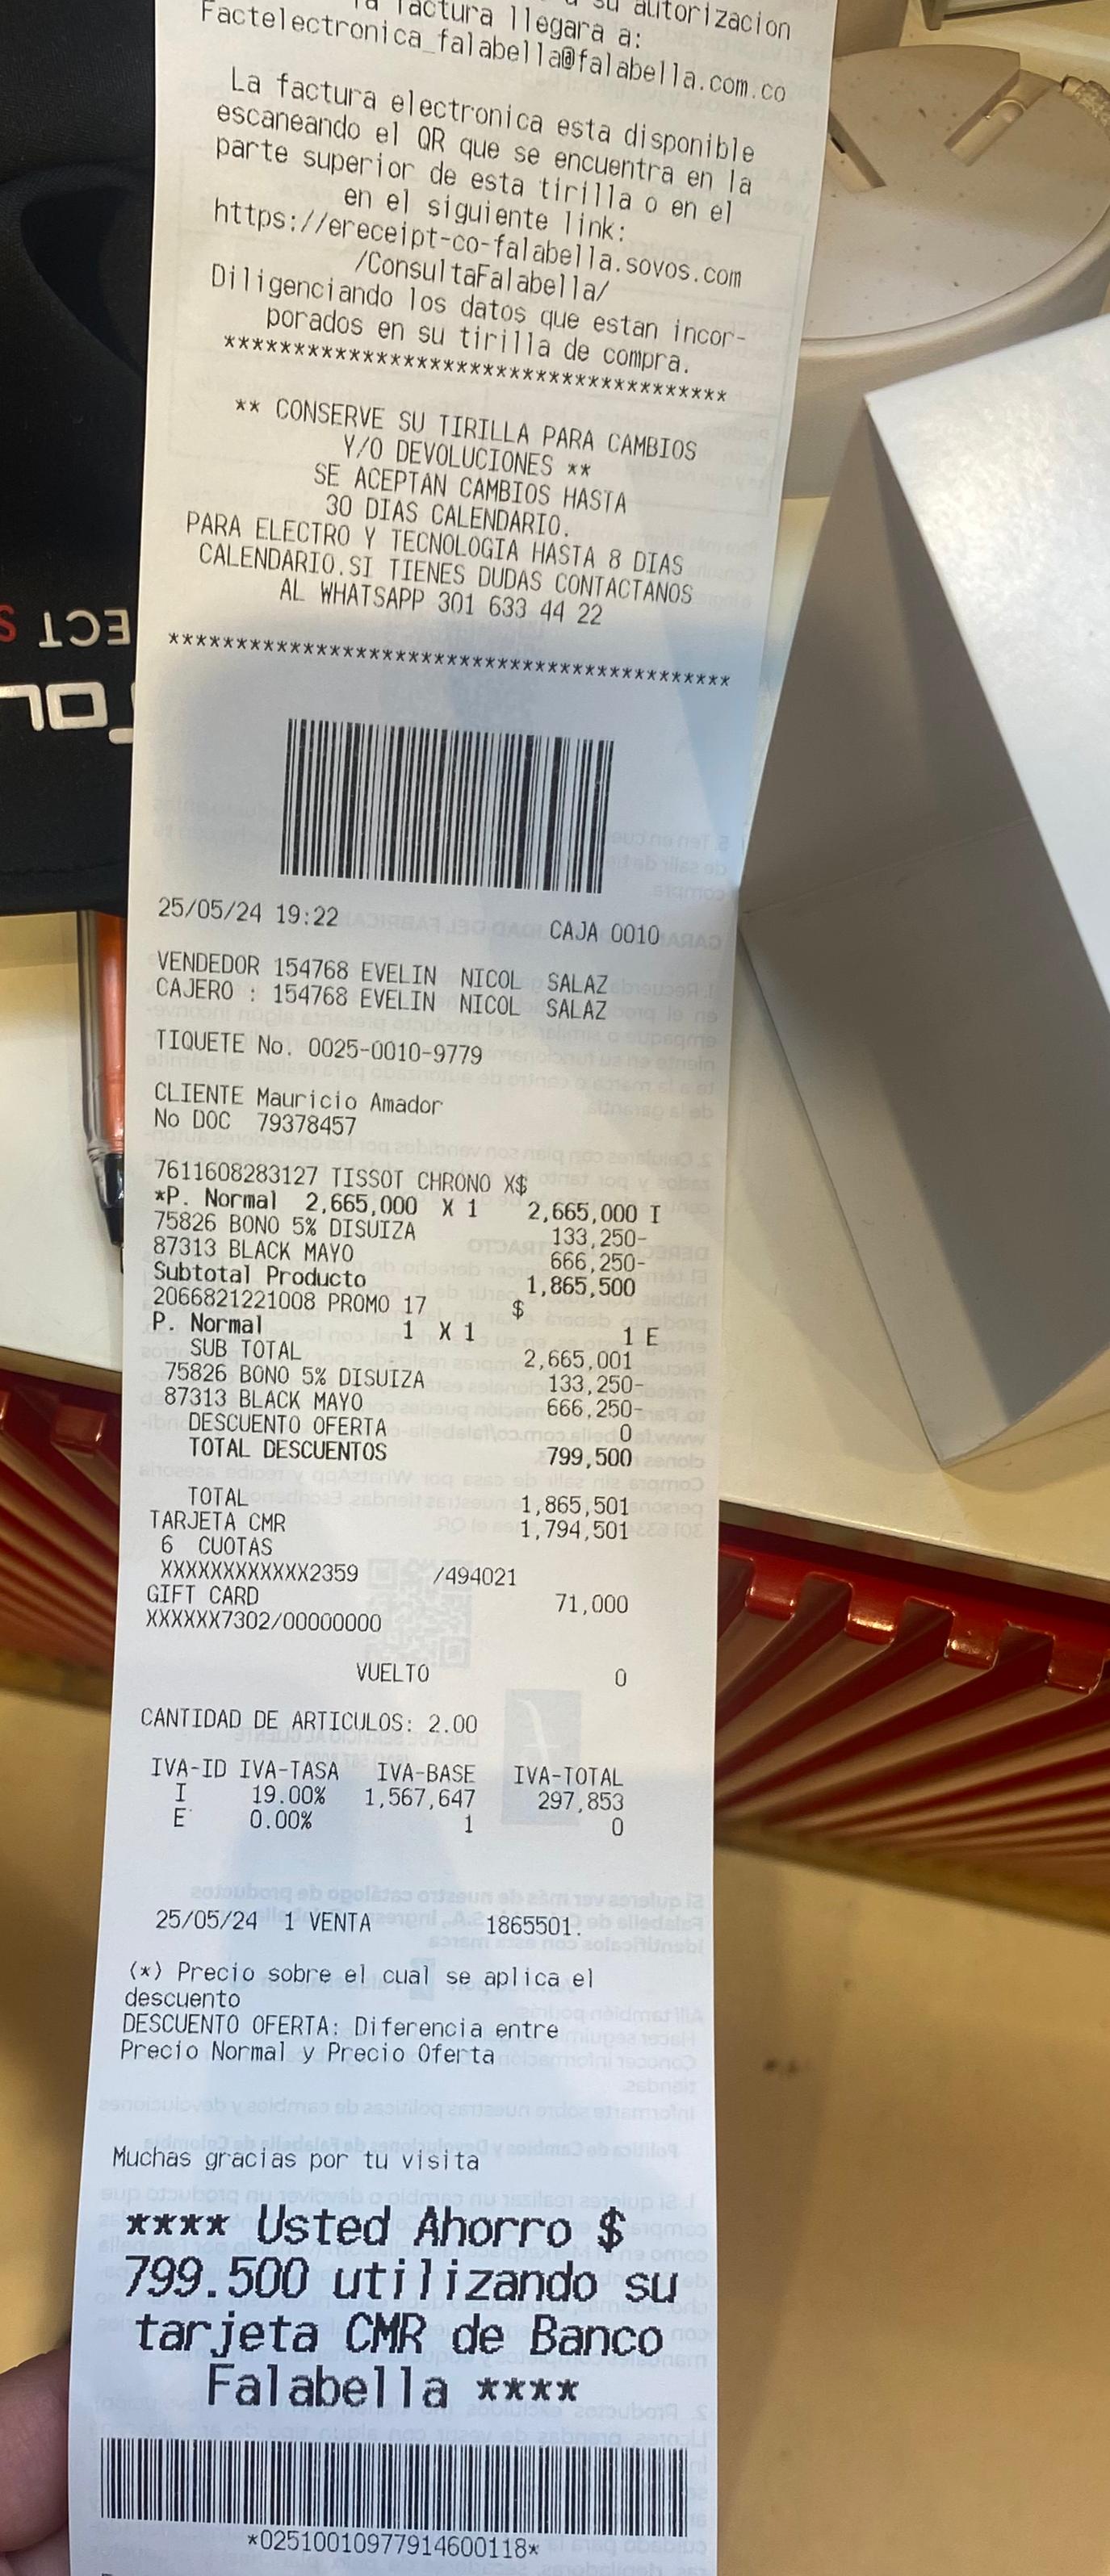 su autorizacion
la factura llegara a:
Factelectronica_falabella@falabella.com.co
La factura electronica esta disponible
escaneando el QR que se encuentra en la
parte superior de esta tirilla o en el
en el siguiente link:
https://ereceipt-co-falabella.sovos.com
/ConsultaFalabella/
Diligenciando los datos que estan incor-
porados en su tirilla de compra.
****************************************
** CONSERVE SU TIRILLA PARA CAMBIOS
Y/O DEVOLUCIONES **
SE ACEPTAN CAMBIOS HASTA
30 DIAS CALENDARIO.
PARA ELECTRO Y TECNOLOGIA HASTA 8 DIAS
CALENDARIO.SI TIENES DUDAS CONTACTANOS
AL WHATSAPP 301 633 44 22
******************************************
25/05/24 19:22 CAJA 0010
VENDEDOR 154768 EVELIN NICOL SALAZ
CAJERO : 154768 EVELIN NICOL SALAZ
TIQUETE No. 0025-0010-9779
CLIENTE Mauricio Amador
No DOC 79378457
7611608283127 TISSOT CHRONO X$
*P. Normal 2,665,000 X 1 2,665,000 I
75826 BONO 5% DISUIZA 133,250-
87313 BLACK MAYO 666,250-
Subtotal Producto 1,865,500
2066821221008 PROMO 17 $
P. Normal 1 X 1 1 E
SUB TOTAL 2,665,001
75826 BONO 5% DISUIZA 133,250-
87313 BLACK MAYO 666,250-
DESCUENTO OFERTA 0
TOTAL DESCUENTOS 799,500
TOTAL 1,865,501
TARJETA CMR 1,794,501
6 CUOTAS
XXXXXXXXXXXX2359 /494021
GIFT CARD 71,000
XXXXXX7302/00000000
VUELTO 0
CANTIDAD DE ARTICULOS: 2.00
IVA-ID IVA-TASA IVA-BASE IVA-TOTAL
I 19.00% 1,567,647 297,853
E 0.00% 1 0
25/05/24 1 VENTA 1865501.
(*) Precio sobre el cual se aplica el
descuento
DESCUENTO OFERTA: Diferencia entre
Precio Normal y Precio Oferta
Muchas gracias por tu visita
**** Usted Ahorro $
799.500 utilizando su
tarjeta CMR de Banco
Falabella ****
*02510010977914600118*